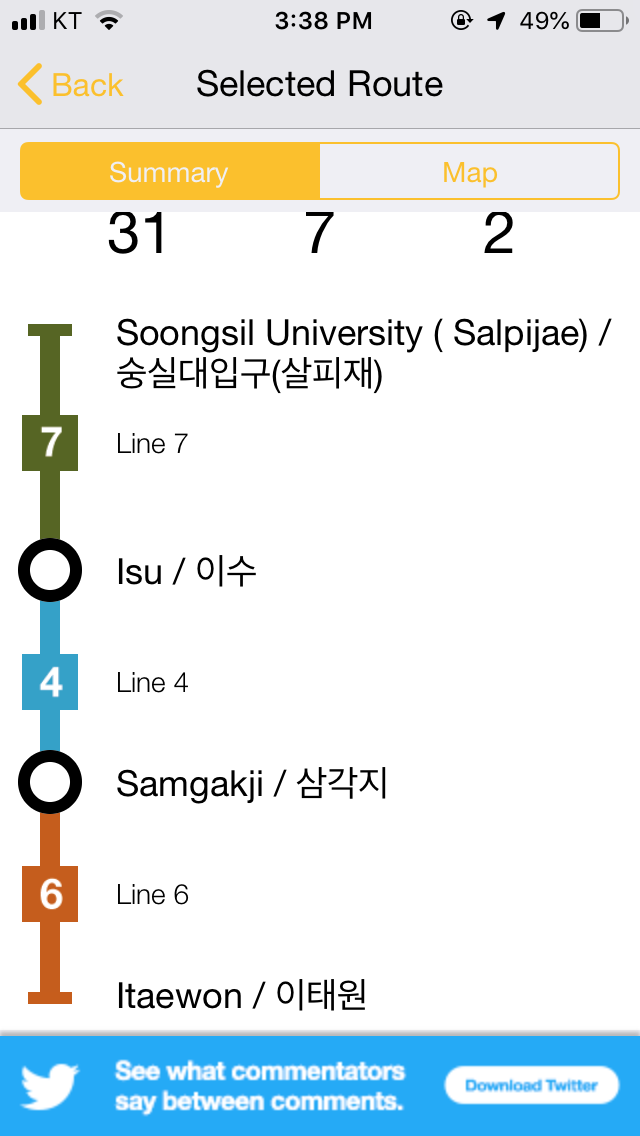 KT 3:38 PM 49%
Back Selected Route
Summary Map
31 7 2
Soongsil University ( Salpijae) /
숭실대입구(살피재)
7 Line 7
Isu / 이수
4 Line 4
Samgakji / 삼각지
6 Line 6
Itaewon / 이태원
See what commentators
say between comments.
Download Twitter